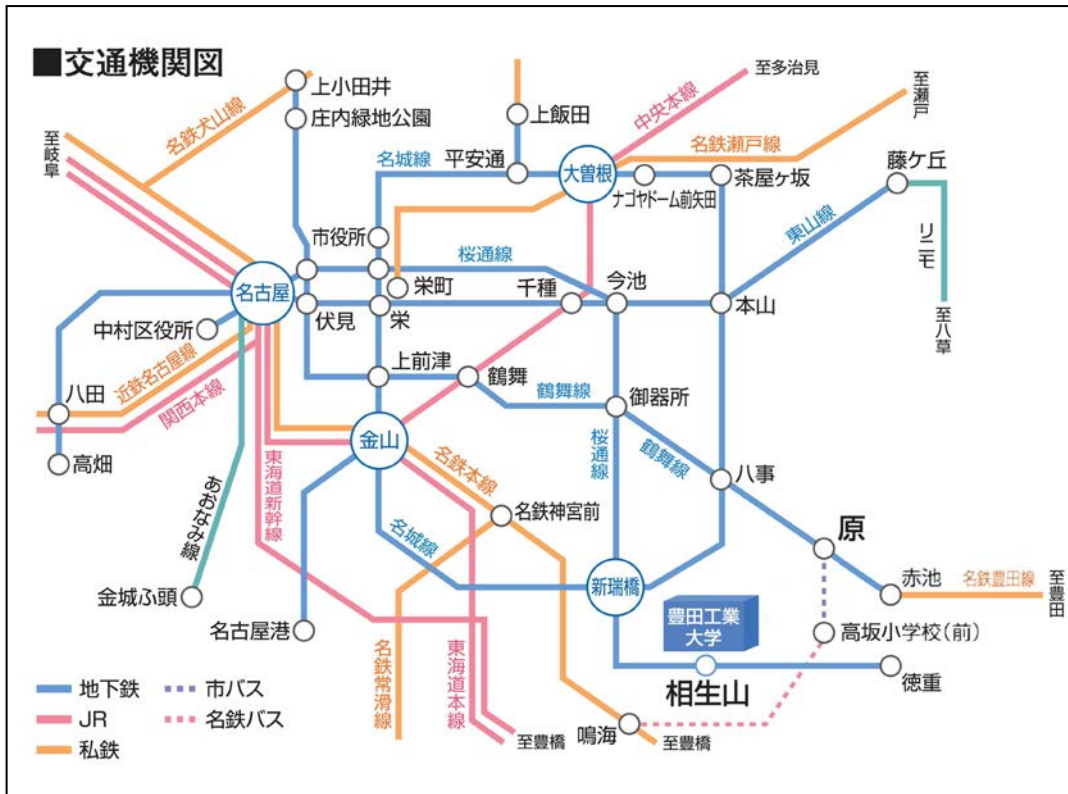 ■交通機関図
上小田井
庄内緑地公園
名鉄犬山線
至岐阜
上飯田
平安通
名城線
大曽根
中央本線
至多治見
名鉄瀬戸線
至瀬戸
ナゴヤドーム前矢田
茶屋ヶ坂
藤ケ丘
東山線
リニモ
至八草
市役所
桜通線
栄町
千種
今池
本山
名古屋
中村区役所
伏見
栄
上前津
鶴舞
鶴舞線
御器所
近鉄名古屋線
関西本線
八田
高畑
金山
桜通線
鶴舞線
八事
あおなみ線
東海道新幹線
名鉄本線
名鉄神宮前
名城線
原
新瑞橋
赤池
名鉄豊田線
至豊田
金城ふ頭
名古屋港
豊田工業
大学
高坂小学校(前)
相生山
徳重
名鉄常滑線
東海道本線
鳴海
至豊橋
至豊橋
地下鉄
JR
私鉄
市バス
名鉄バス